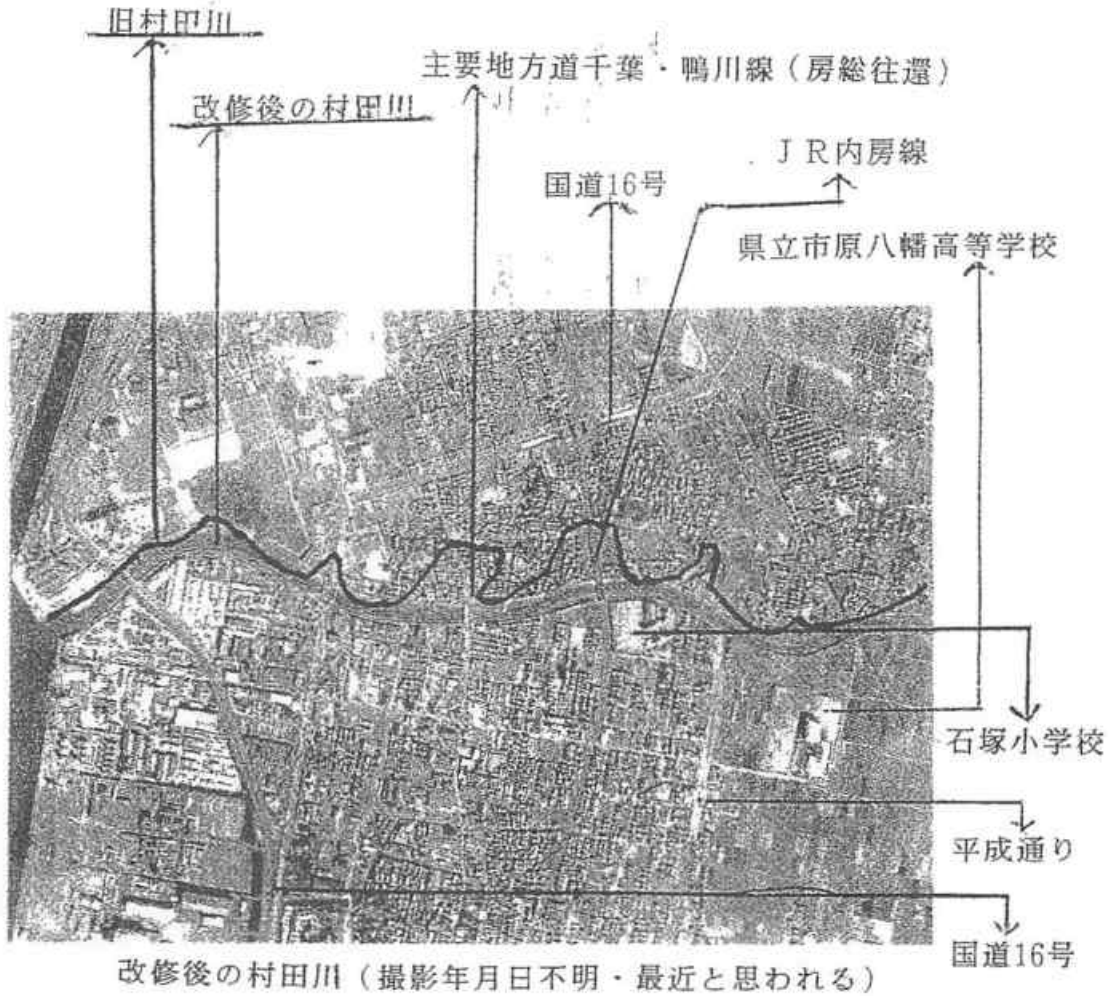 旧村田川
主要地方道千葉・鴨川線（房総往還）
改修後の村田川
ＪＲ内房線
国道16号
県立市原八幡高等学校
石塚小学校
平成通り
国道16号
改修後の村田川（撮影年月日不明・最近と思われる）